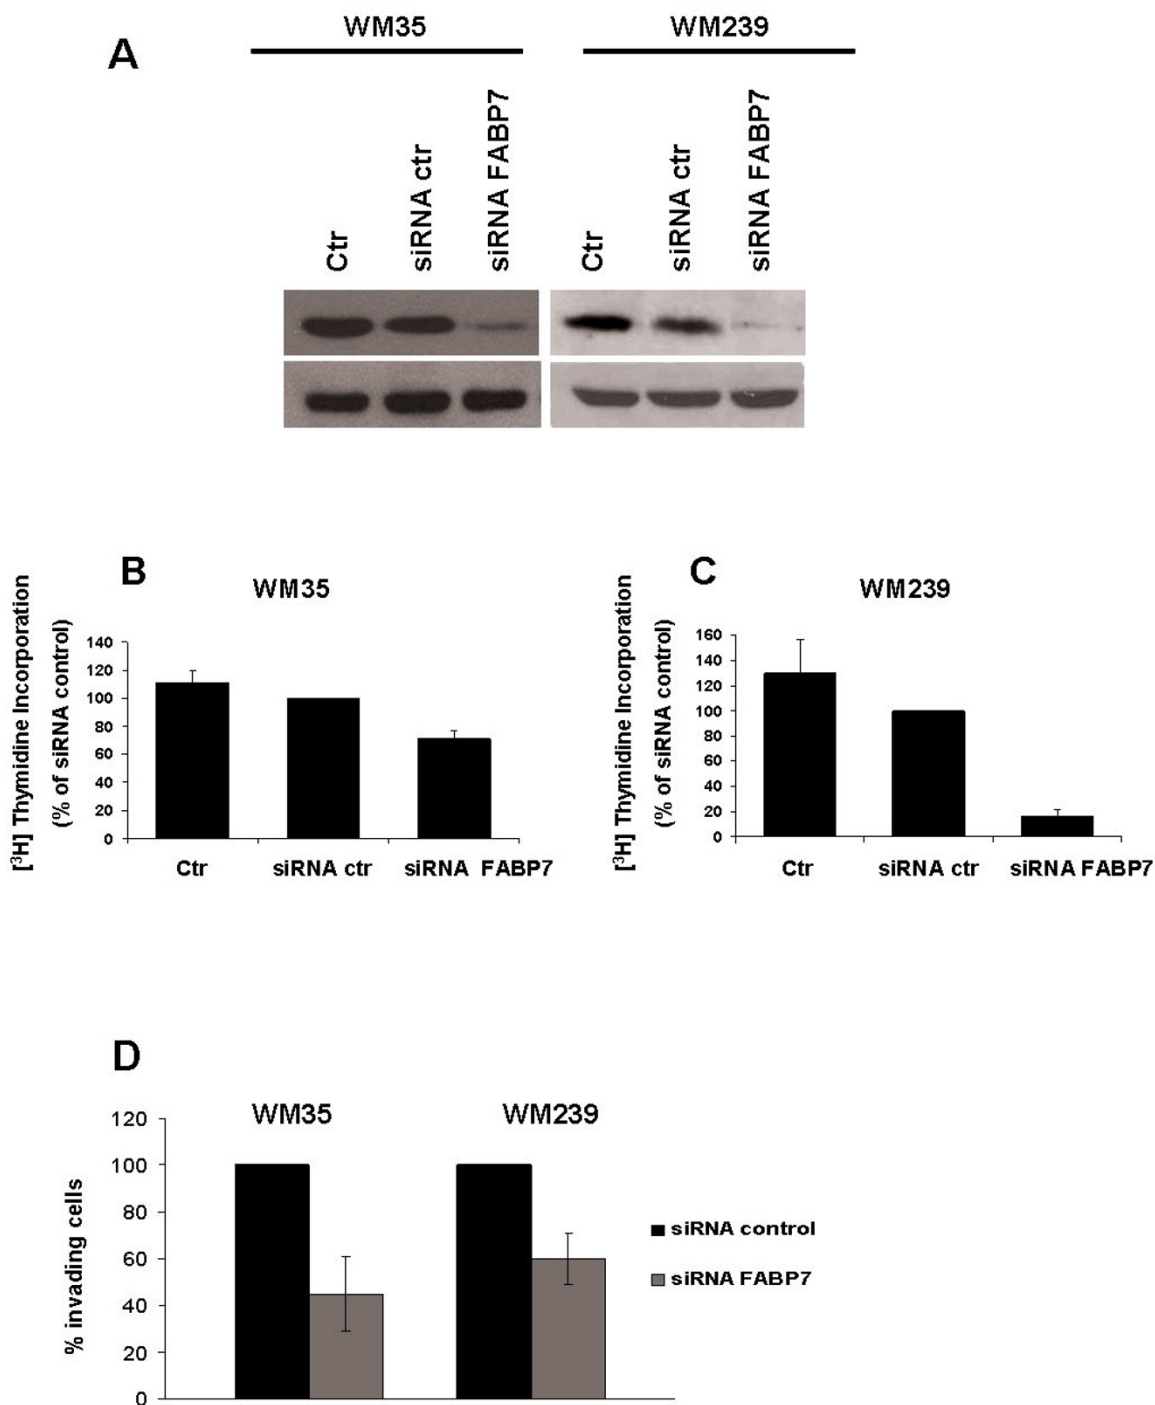 A
WM35
WM239
Ctr
siRNA ctr
siRNA FABP7
Ctr
siRNA ctr
siRNA FABP7
B
WM35
[³H] Thymidine Incorporation
(% of siRNA control)
140
120
100
80
60
40
20
0
Ctr
siRNA ctr
siRNA FABP7
C
WM239
[³H] Thymidine Incorporation
(% of siRNA control)
160
140
120
100
80
60
40
20
0
Ctr
siRNA ctr
siRNA FABP7
D
WM35
WM239
% invading cells
120
100
80
60
40
20
0
siRNA control
siRNA FABP7